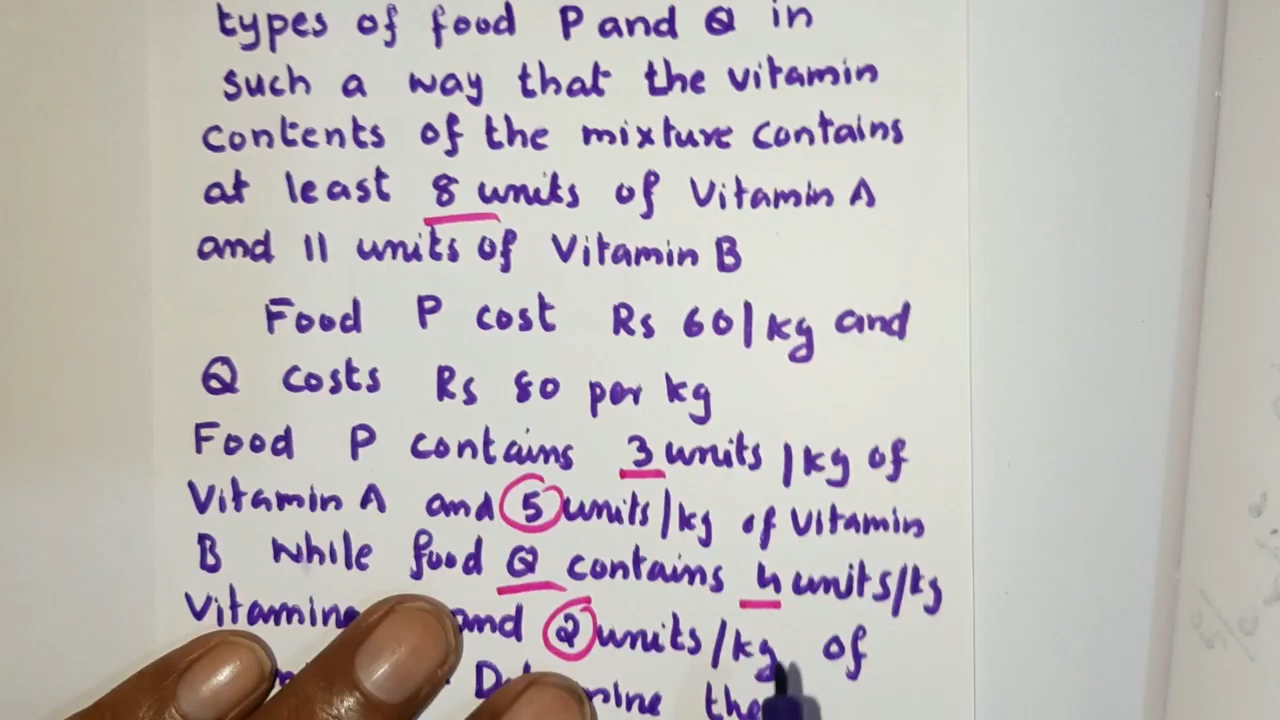 types of food P and Q in
such a way that the vitamin
contents of the mixture contains
at least 8 units of Vitamin A
and 11 units of Vitamin B
Food P cost Rs 60/kg and
Q costs Rs 80 per kg
Food P contains 3 units/kg of
Vitamin A and 5 units/kg of vitamin
B while food Q contains 4 units/kg
Vitamine and 2 units/kg of
the